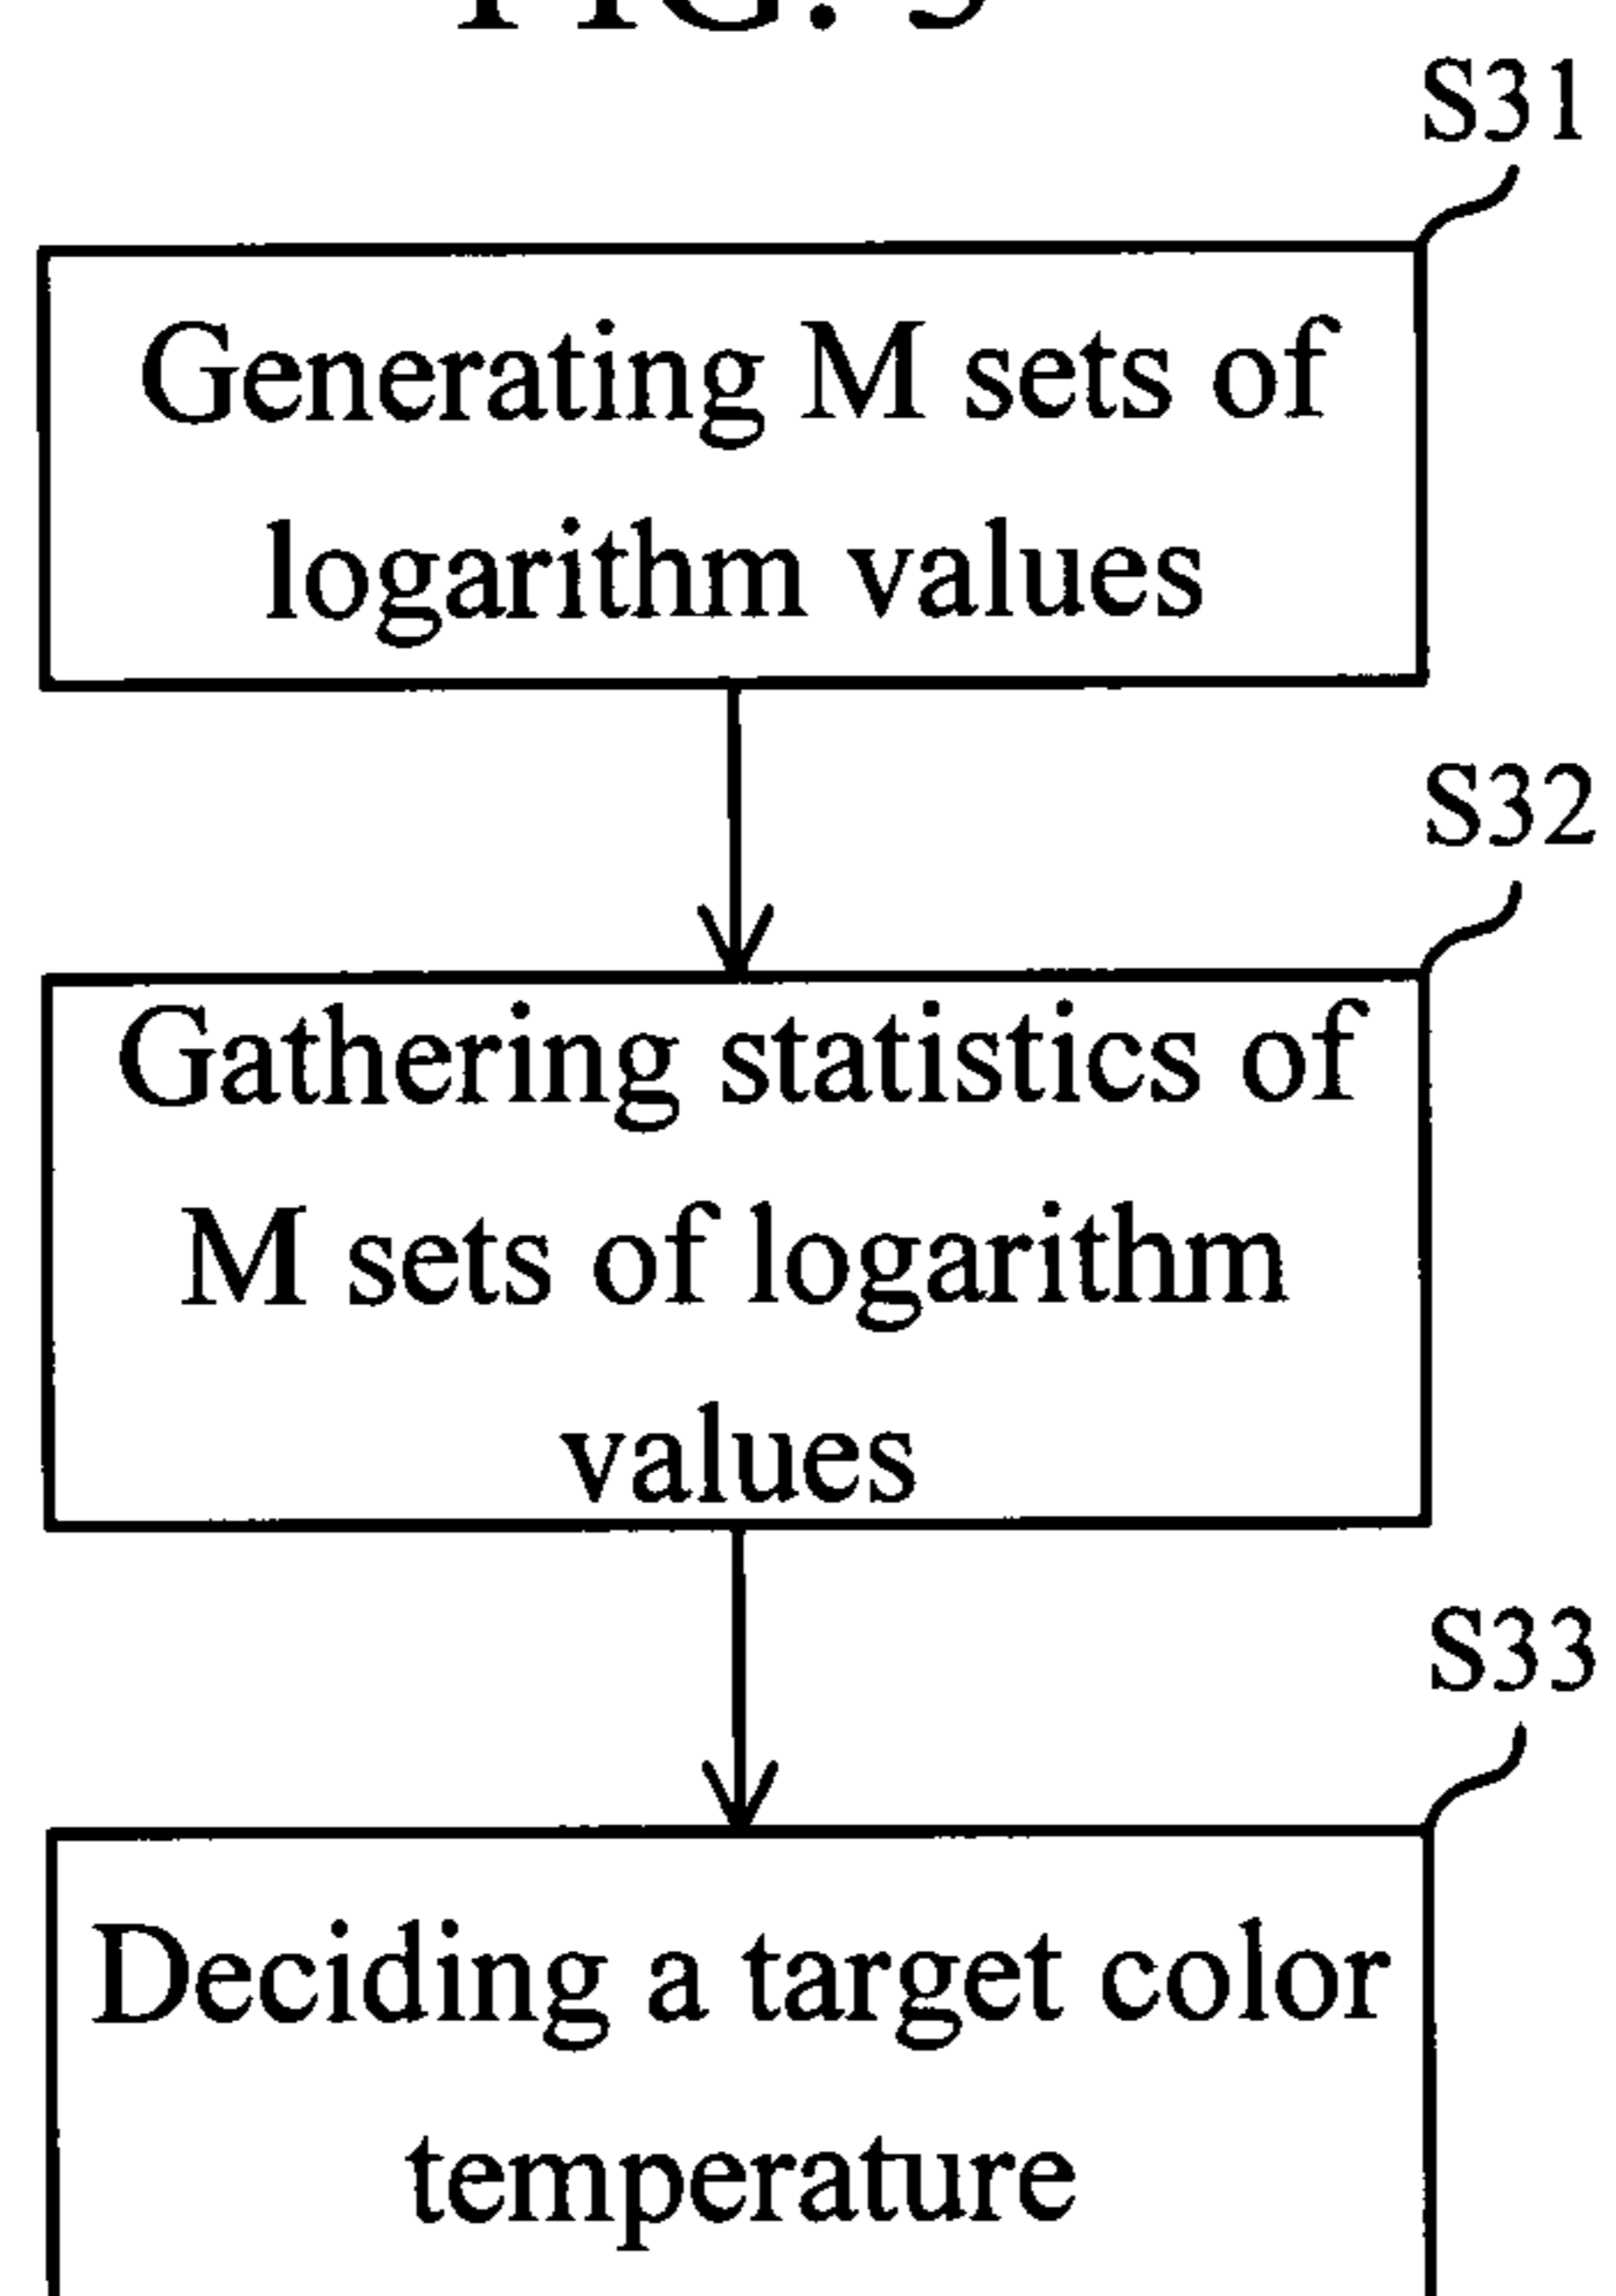 FIG.
S31
Generating M sets of
logarithm values
S32
Gathering statistics of
M sets of logarithm
values
S33
Deciding a target color
temperature